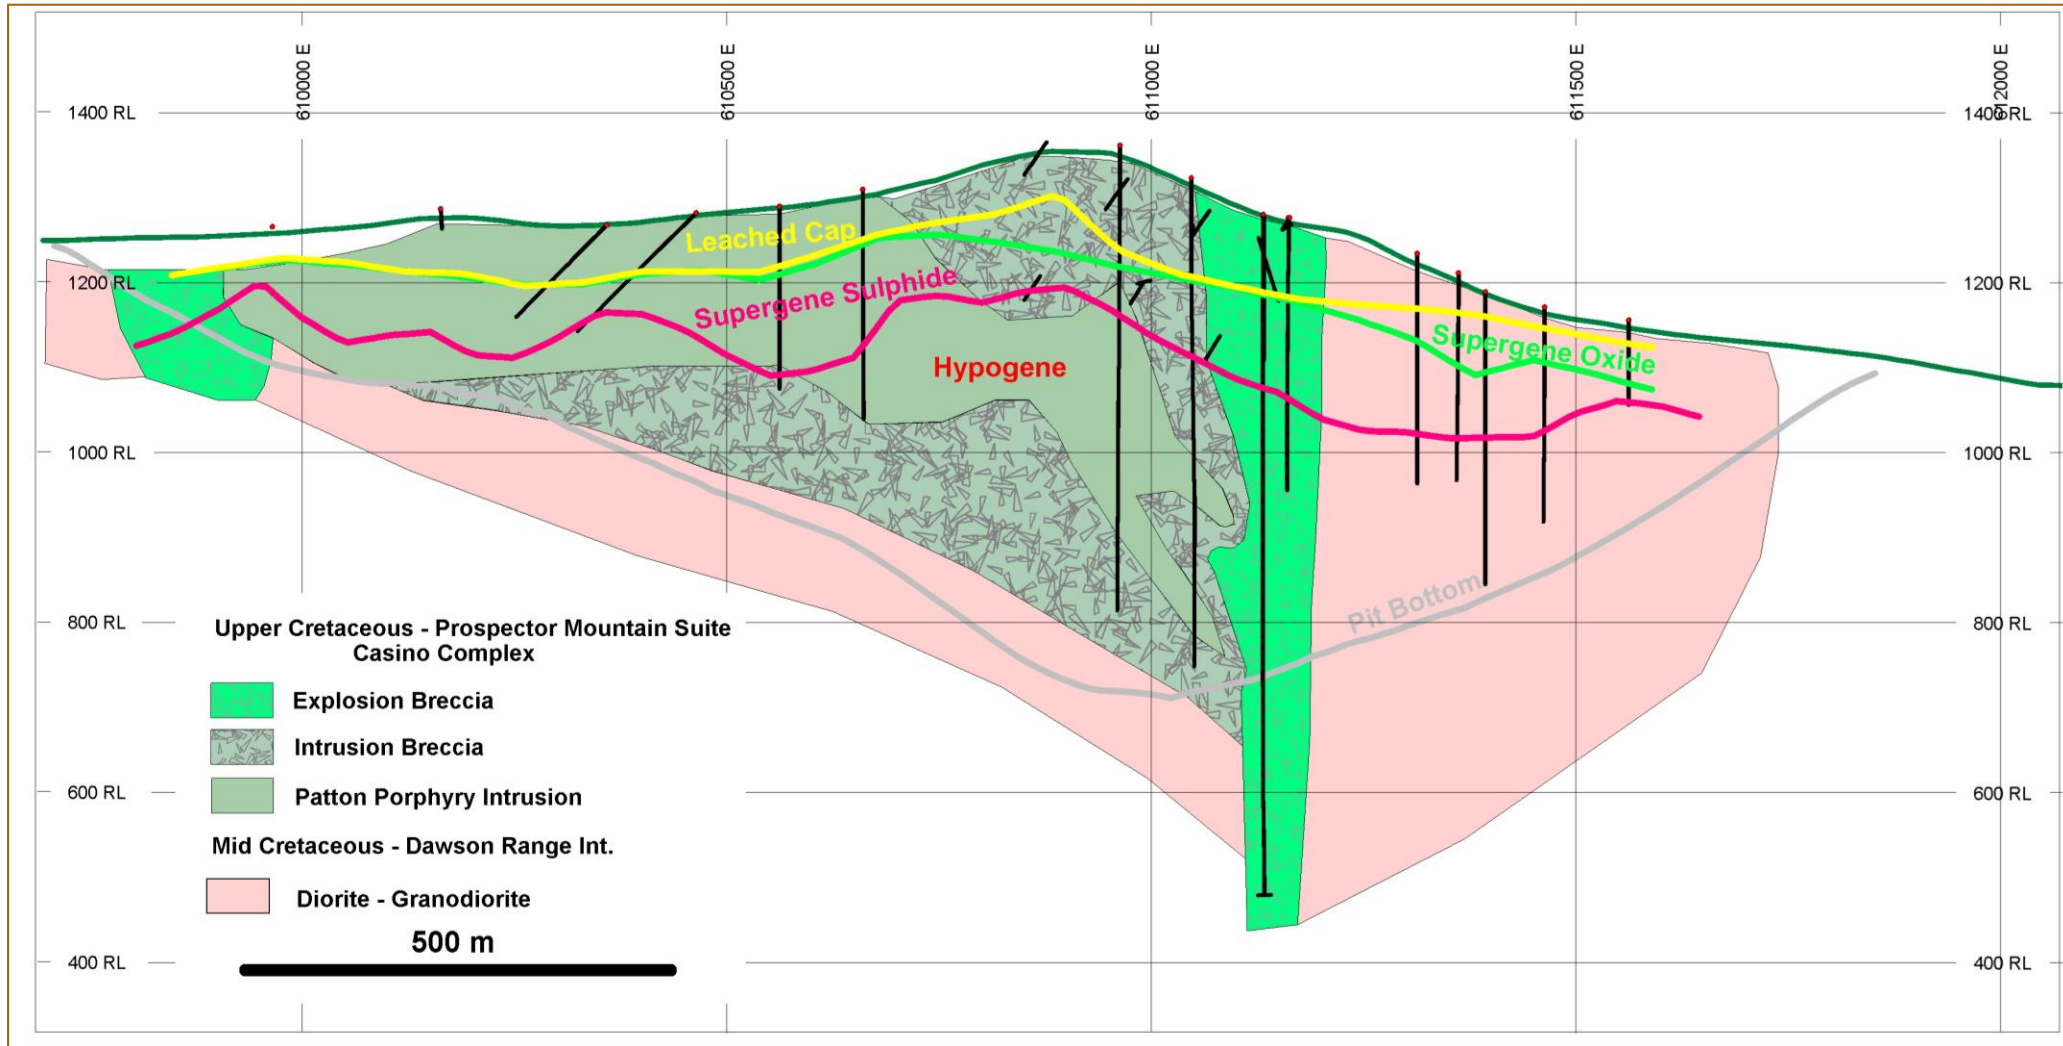 610000 E
610500 E
611000 E
611500 E
612000 E
1400 RL
1400 RL
Leached Cap
1200 RL
Supergene Sulphide
1200 RL
Supergene Oxide
Hypogene
1000 RL
1000 RL
Pit Bottom
800 RL
800 RL
Upper Cretaceous - Prospector Mountain Suite
Casino Complex
Explosion Breccia
Intrusion Breccia
600 RL
Patton Porphyry Intrusion
600 RL
Mid Cretaceous - Dawson Range Int.
Diorite - Granodiorite
500 m
400 RL
400 RL